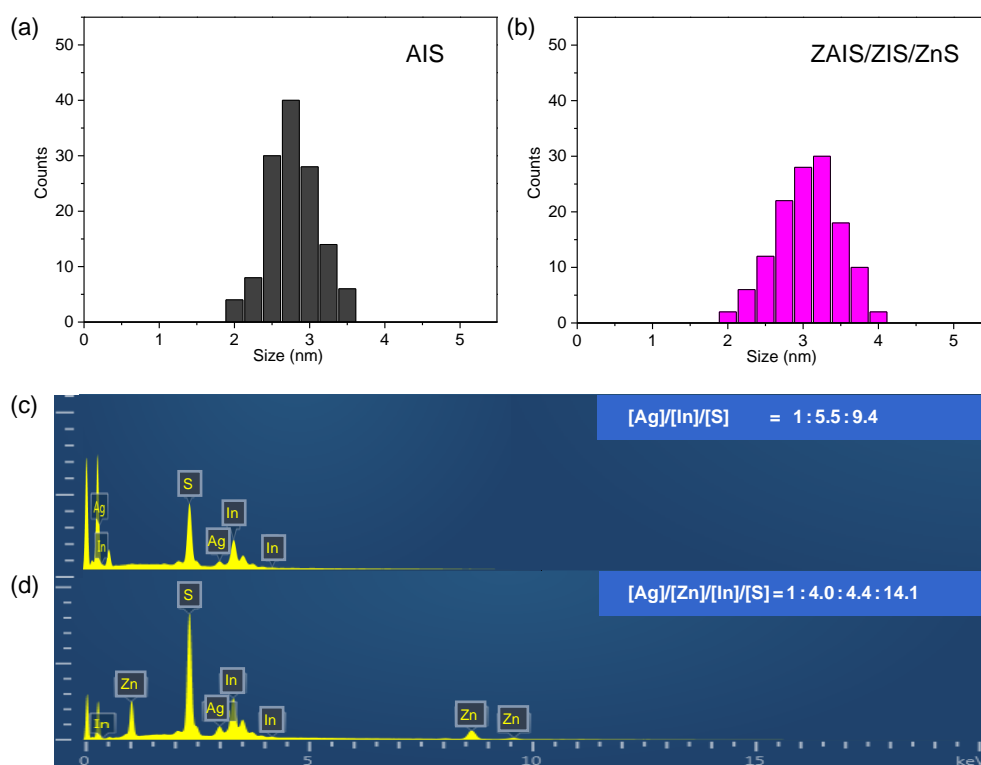 (a)
AIS
50
40
30
20
10
0
Counts
0 1 2 3 4 5
Size (nm)
(b)
ZAIS/ZIS/ZnS
50
40
30
20
10
0
Counts
0 1 2 3 4 5
Size (nm)
(c)
[Ag]/[In]/[S] = 1 : 5.5 : 9.4
S
Ag
In
In
Ag
In
(d)
[Ag]/[Zn]/[In]/[S] = 1 : 4.0 : 4.4 : 14.1
S
Zn
In
Ag
In
In
Zn
Zn
0 5 10 15 keV